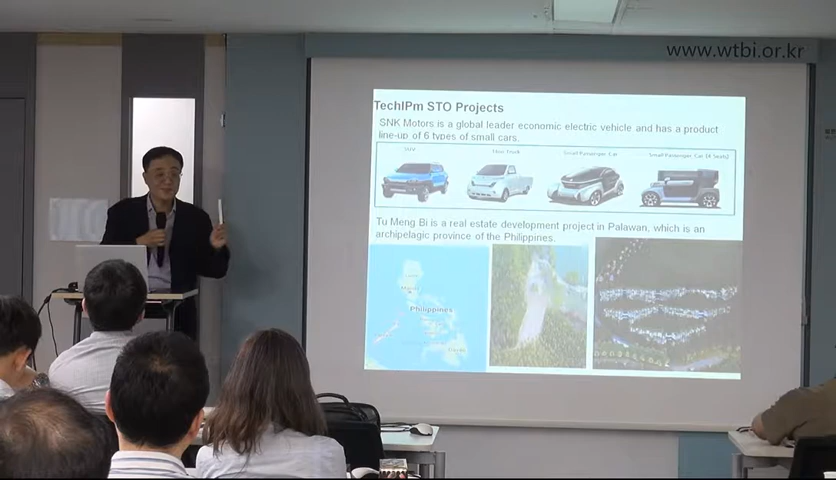 www.wtbi.or.kr
TechIPm STO Projects
SNK Motors is a global leader economic electric vehicle and has a product
line-up of 6 types of small cars.
SUV
Mini Truck
Small Passenger Car
Small Passenger Car (4 Seats)
Tu Meng Bi is a real estate development project in Palawan, which is an
archipelagic province of the Philippines.
Philippines